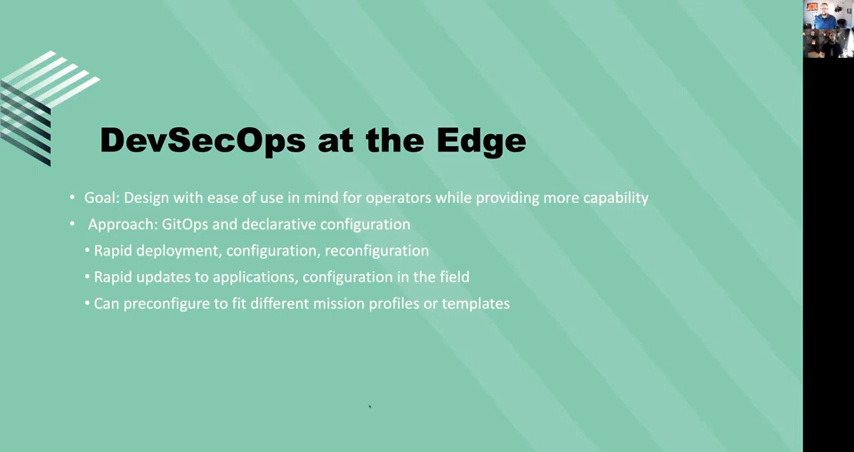 DevSecOps at the Edge
• Goal: Design with ease of use in mind for operators while providing more capability
• Approach: GitOps and declarative configuration
• Rapid deployment, configuration, reconfiguration
• Rapid updates to applications, configuration in the field
• Can preconfigure to fit different mission profiles or templates